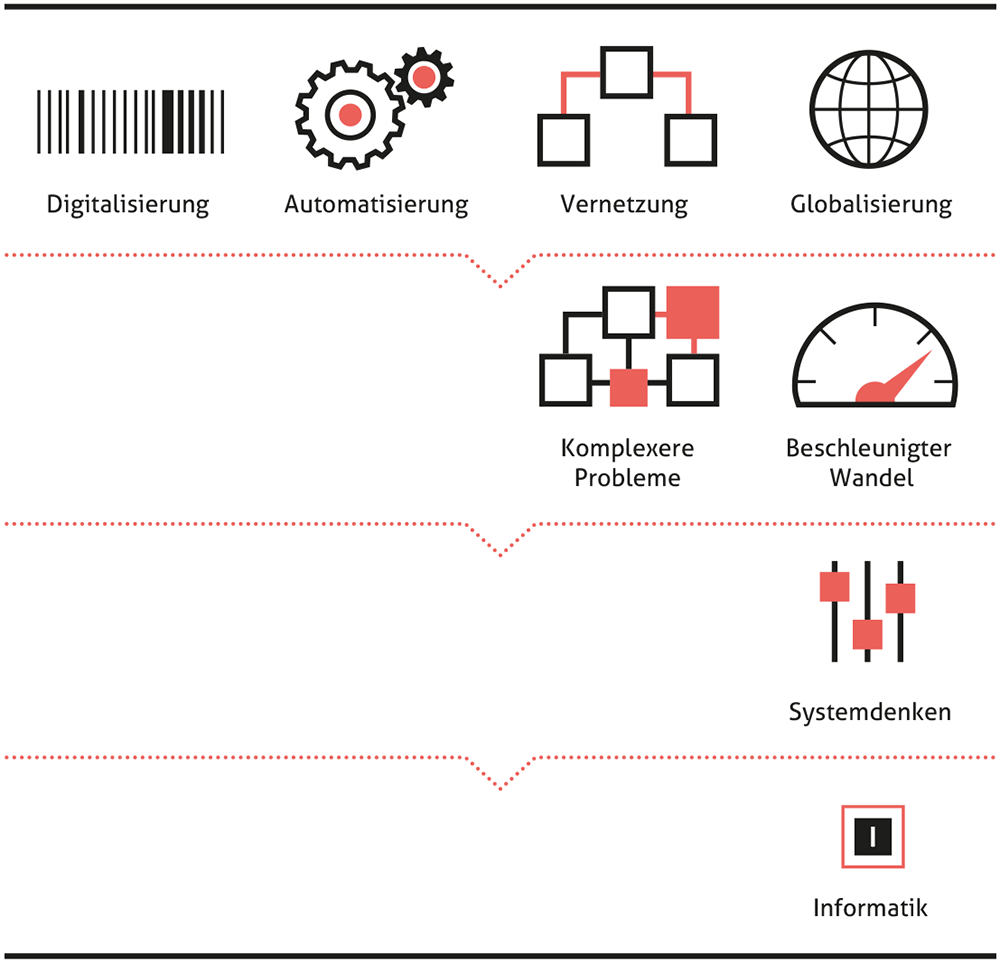 Digitalisierung
Automatisierung
Vernetzung
Globalisierung
Komplexere
Probleme
Beschleunigter
Wandel
Systemdenken
I
Informatik